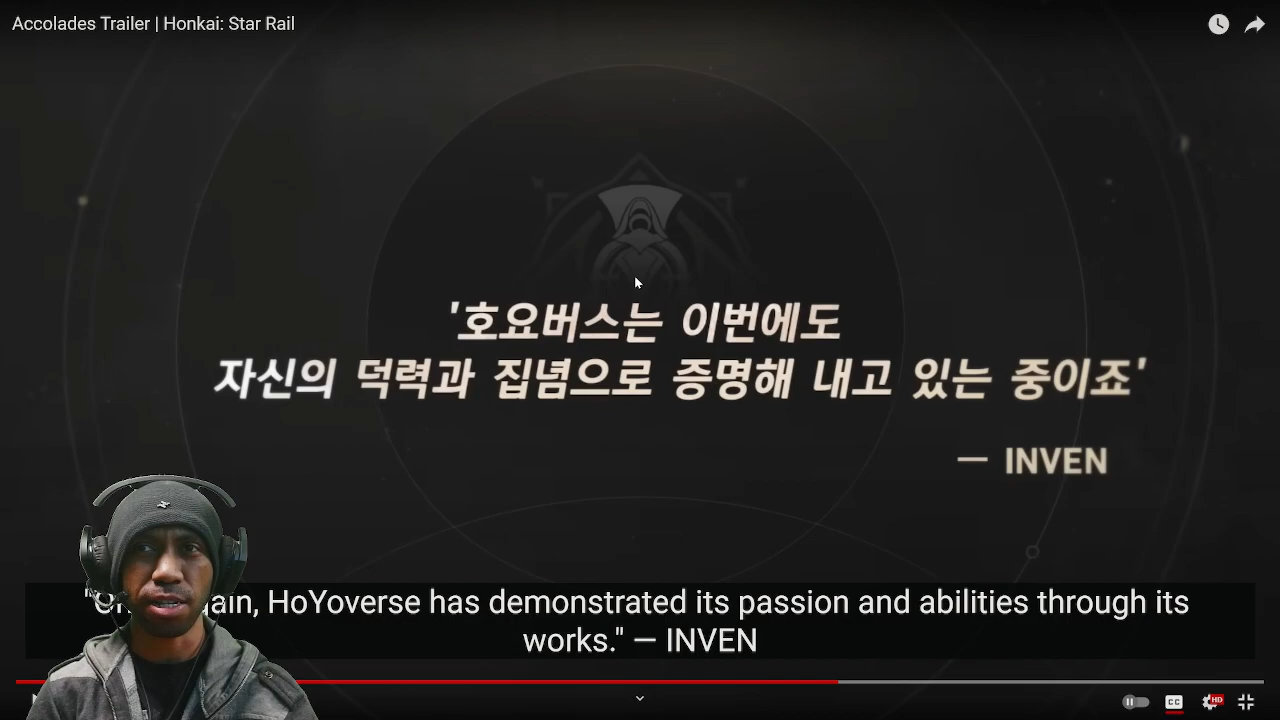 Accolades Trailer | Honkai: Star Rail
'호요버스는 이번에도
자신의 덕력과 집념으로 증명해 내고 있는 중이죠'
— INVEN
HoYoverse has demonstrated its passion and abilities through its
works." — INVEN
CC
HD